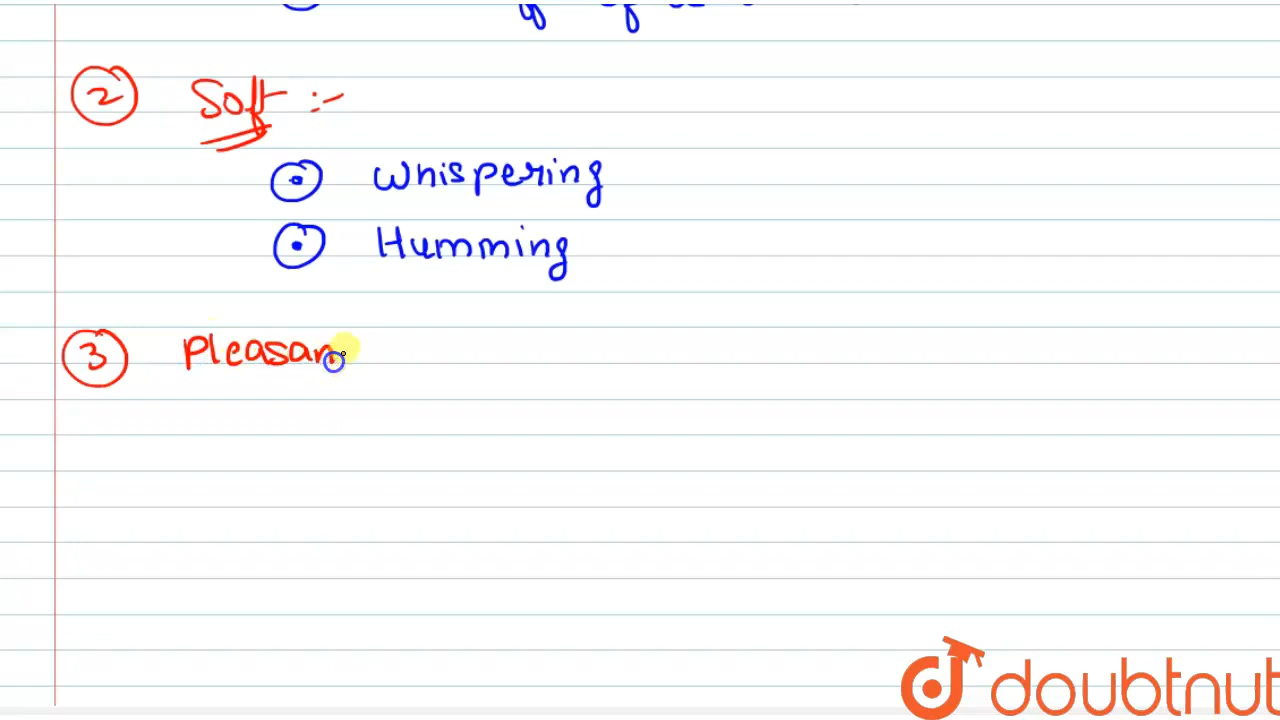 ② Soft :-
⊙ Whispering
⊙ Humming
③ Pleasan
doubtnut